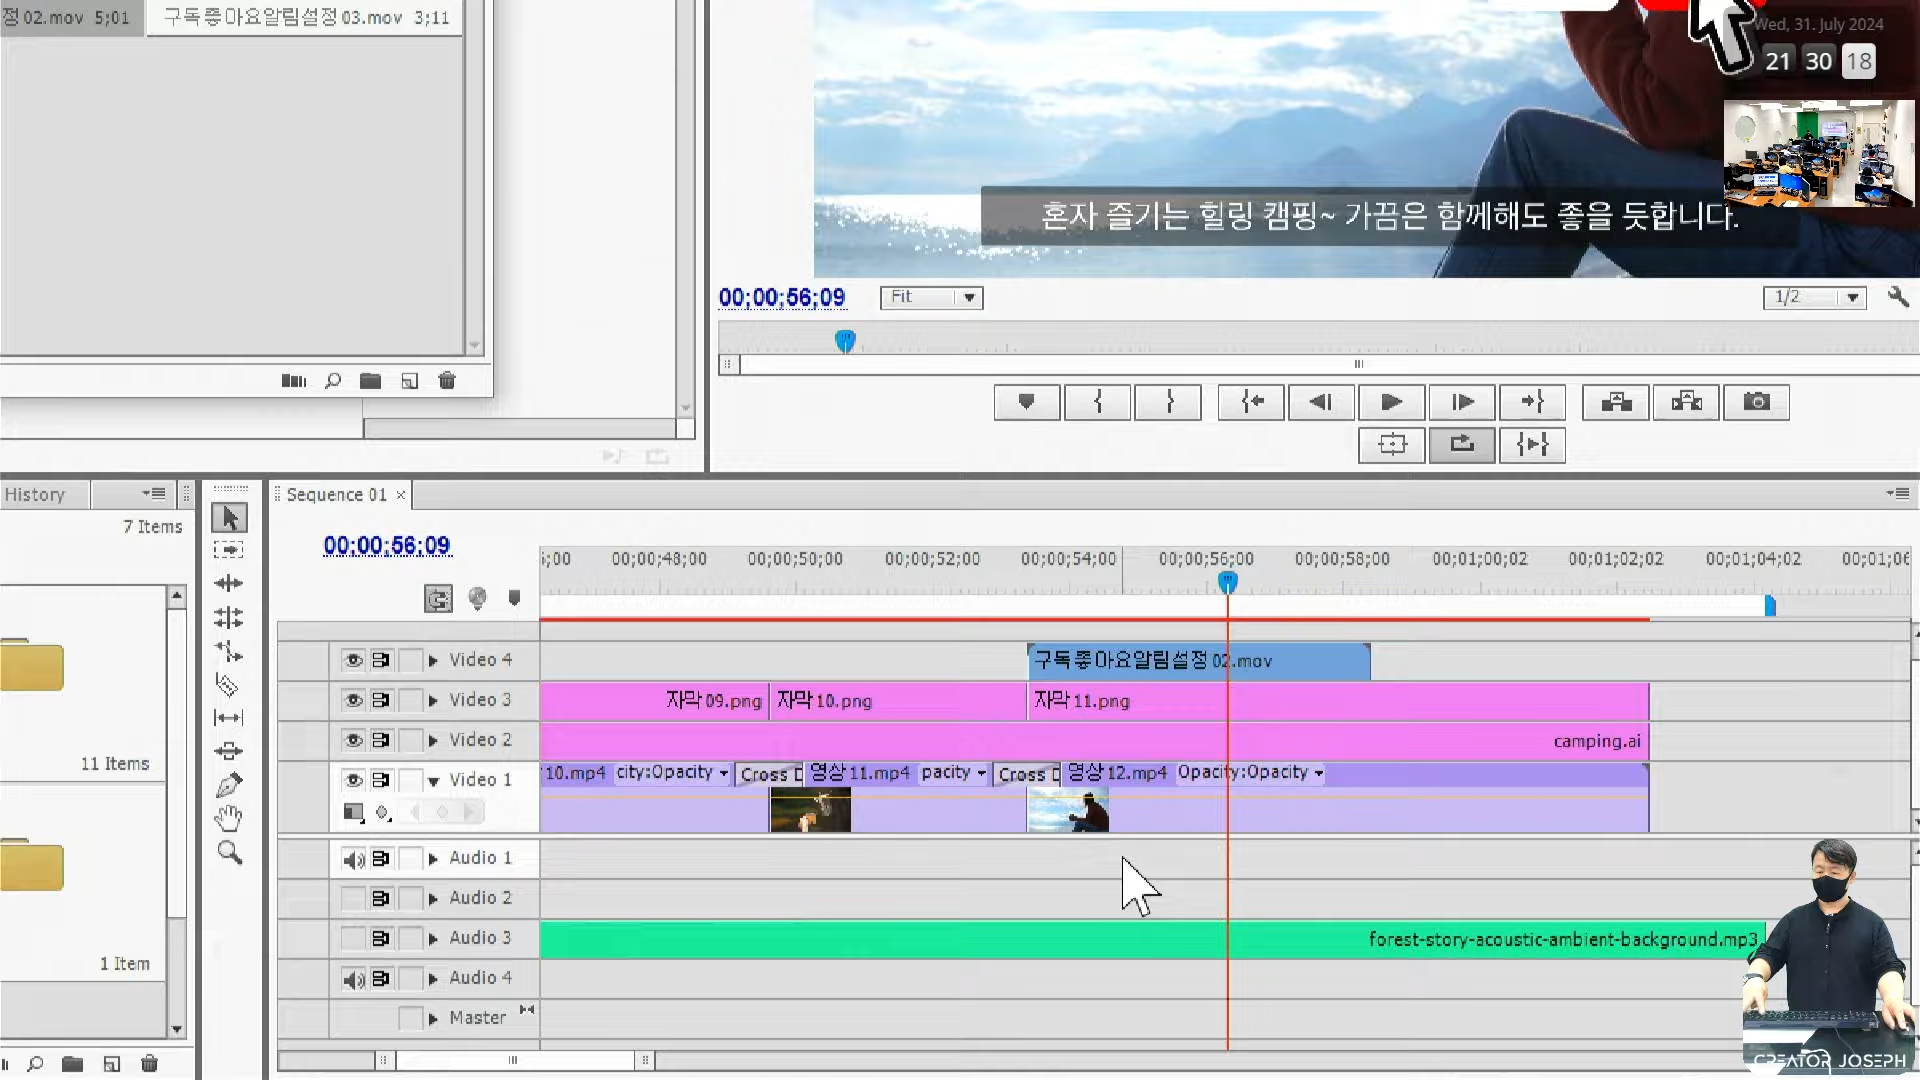 정 02.mov 5;01
구독좋아요알림설정 03.mov 3;11
Wed, 31. July 2024
21 30 18
혼자 즐기는 힐링 캠핑~ 가끔은 함께해도 좋을 듯합니다.
00;00;56;09
Fit
1/2
History
7 Items
11 Items
1 Item
Sequence 01
00;00;56;09
;00
00;00;48;00
00;00;50;00
00;00;52;00
00;00;54;00
00;00;56;00
00;00;58;00
00;01;00;02
00;01;02;02
00;01;04;02
00;01;06
Video 4
구독좋아요알림설정 02.mov
Video 3
자막 09.png
자막 10.png
자막 11.png
Video 2
camping.ai
Video 1
10.mp4 city:Opacity
Cross D
영상 11.mp4 pacity
Cross D
영상 12.mp4 Opacity:Opacity
Audio 1
Audio 2
Audio 3
forest-story-acoustic-ambient-background.mp3
Audio 4
Master
CREATOR JOSEPH